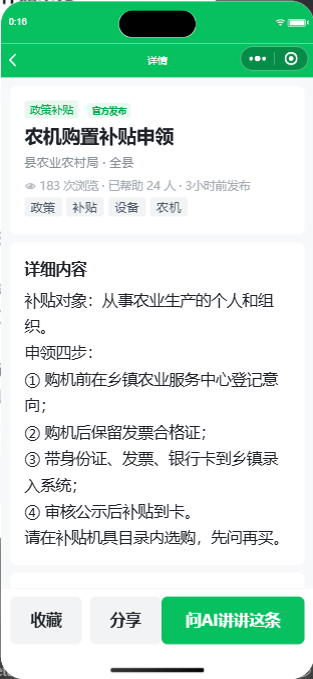 0:16
详情
政策补贴 官方发布
农机购置补贴申领
县农业农村局 · 全县
183 次浏览 · 已帮助 24 人 · 3小时前发布
政策 补贴 设备 农机
详细内容
补贴对象：从事农业生产的个人和组
织。
申领四步：
① 购机前在乡镇农业服务中心登记意
向；
② 购机后保留发票合格证；
③ 带身份证、发票、银行卡到乡镇录
入系统；
④ 审核公示后补贴到卡。
请在补贴机具目录内选购，先问再买。
收藏 分享 问AI讲讲这条